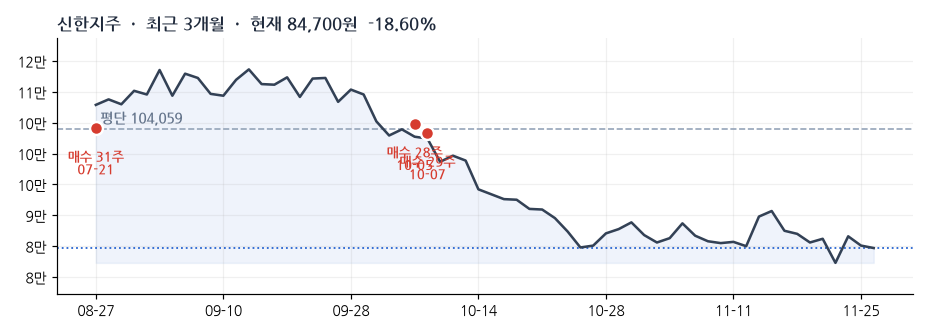 신한지주 · 최근 3개월 · 현재 84,700원 -18.60%
12만
11만
10만
10만
10만
9만
8만
8만
평단 104,059
매수 31주
07-21
매수 28주
10-07
08-27
09-10
09-28
10-14
10-28
11-11
11-25